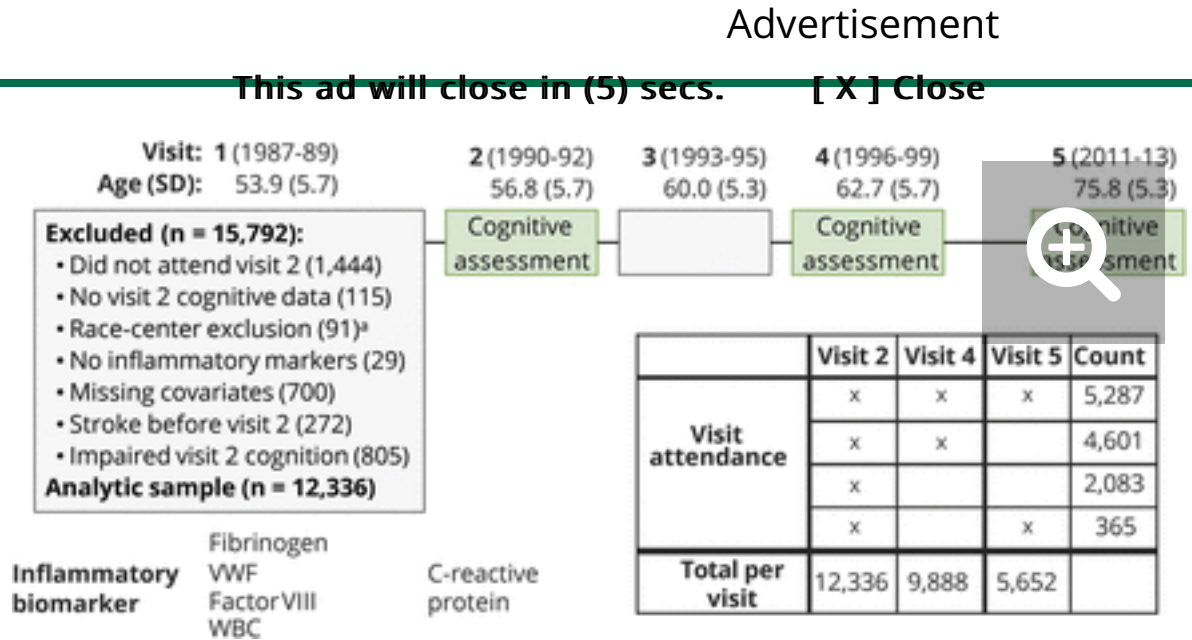 Advertisement
This ad will close in (5) secs. [ X ] Close
Visit: 1 (1987-89)
Age (SD): 53.9 (5.7)
2 (1990-92)
56.8 (5.7)
3 (1993-95)
60.0 (5.3)
4 (1996-99)
62.7 (5.7)
5 (2011-13)
75.8 (5.3)
Excluded (n = 15,792):
• Did not attend visit 2 (1,444)
• No visit 2 cognitive data (115)
• Race-center exclusion (91)ª
• No inflammatory markers (29)
• Missing covariates (700)
• Stroke before visit 2 (272)
• Impaired visit 2 cognition (805)
Analytic sample (n = 12,336)
Cognitive
assessment
Cognitive
assessment
Cognitive
assessment
Visit 2 Visit 4 Visit 5 Count
Visit
attendance
x x x 5,287
x x 4,601
x 2,083
x x 365
Total per
visit
12,336 9,888 5,652
Inflammatory
biomarker
Fibrinogen
VWF
Factor VIII
WBC
C-reactive
protein